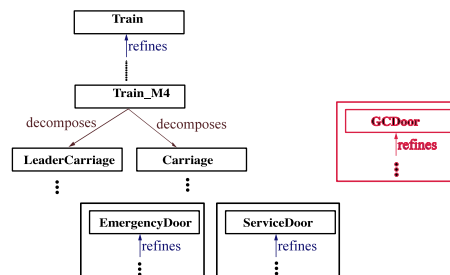 Train
refines
Train_M4
decomposes decomposes
LeaderCarriage Carriage
GCDoor
refines
EmergencyDoor ServiceDoor
refines refines